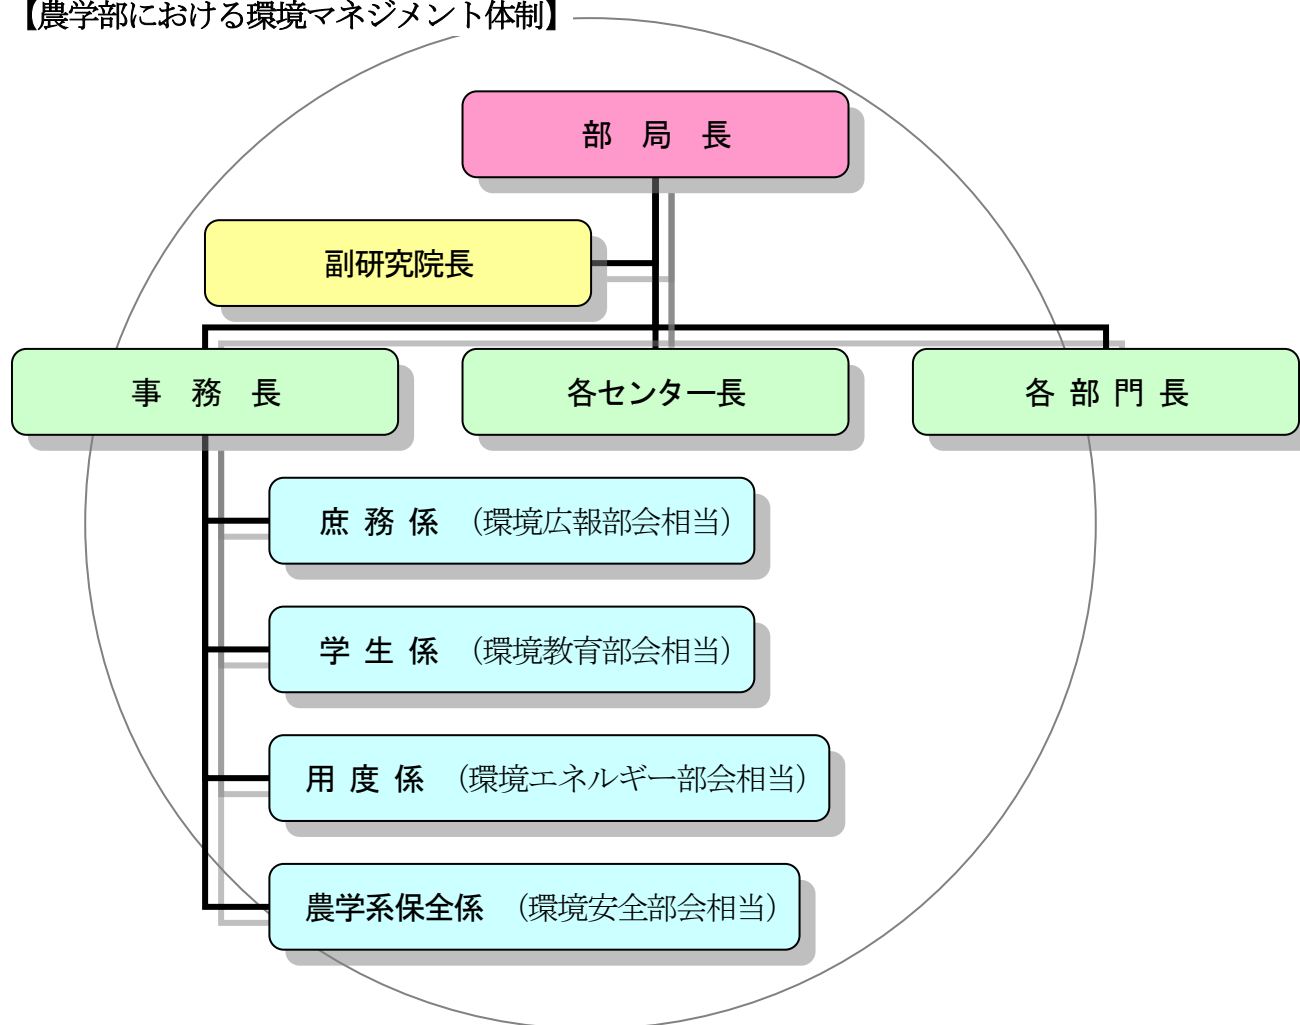 【農学部における環境マネジメント体制】
部　局　長
副研究院長
事　務　長
各センター長
各 部 門 長
庶 務 係 （環境広報部会相当）
学 生 係 （環境教育部会相当）
用 度 係 （環境エネルギー部会相当）
農学系保全係 （環境安全部会相当）